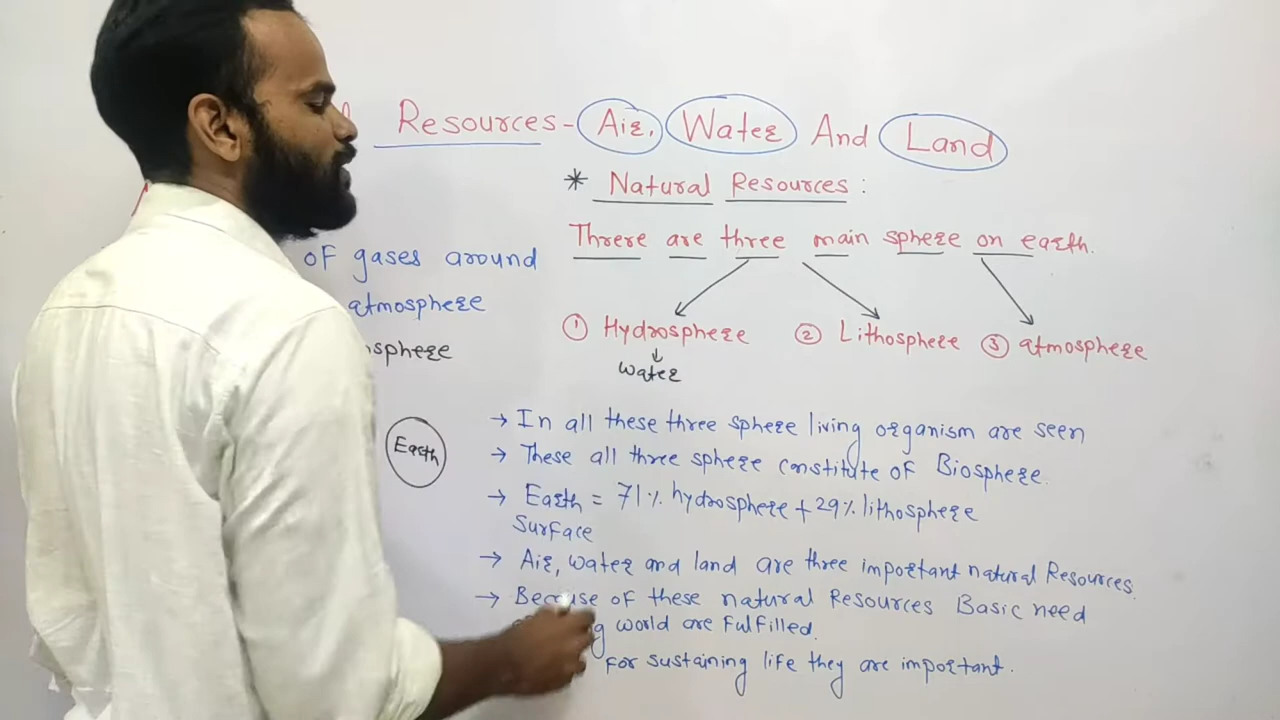 Resources - Air, Water And Land
* Natural Resources :
Threre are three main sphere on earth.
of gases around
atmosphere
① Hydrosphere ② Lithosphere ③ atmosphere
↓
water
Earth
→ In all these three sphere living organism are seen
→ These all three sphere constitute of Biosphere.
→ Earth = 71% hydrosphere + 29% lithosphere
surface
→ Air, water and land are three important natural Resources.
→ Because of these natural Resources Basic need
world are fulfilled.
for sustaining life they are important.